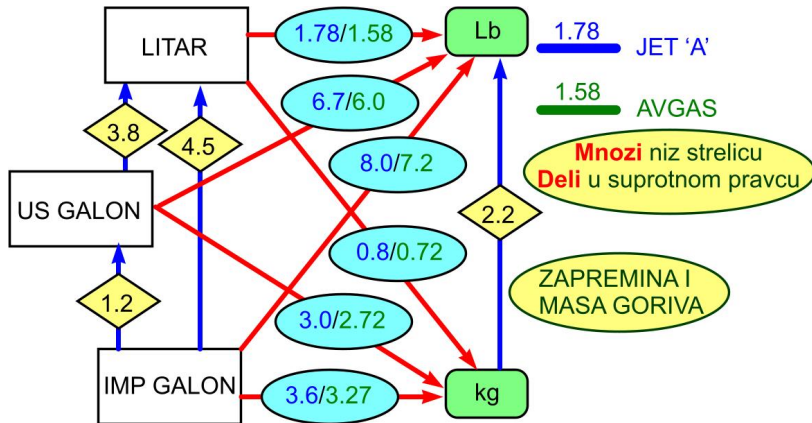 LITAR
1.78/1.58
Lb
1.78
JET ‘A’
6.7/6.0
1.58
AVGAS
3.8
4.5
8.0/7.2
Mnozi niz strelicu
Deli u suprotnom pravcu
US GALON
2.2
0.8/0.72
1.2
ZAPREMINA I
MASA GORIVA
3.0/2.72
IMP GALON
3.6/3.27
kg